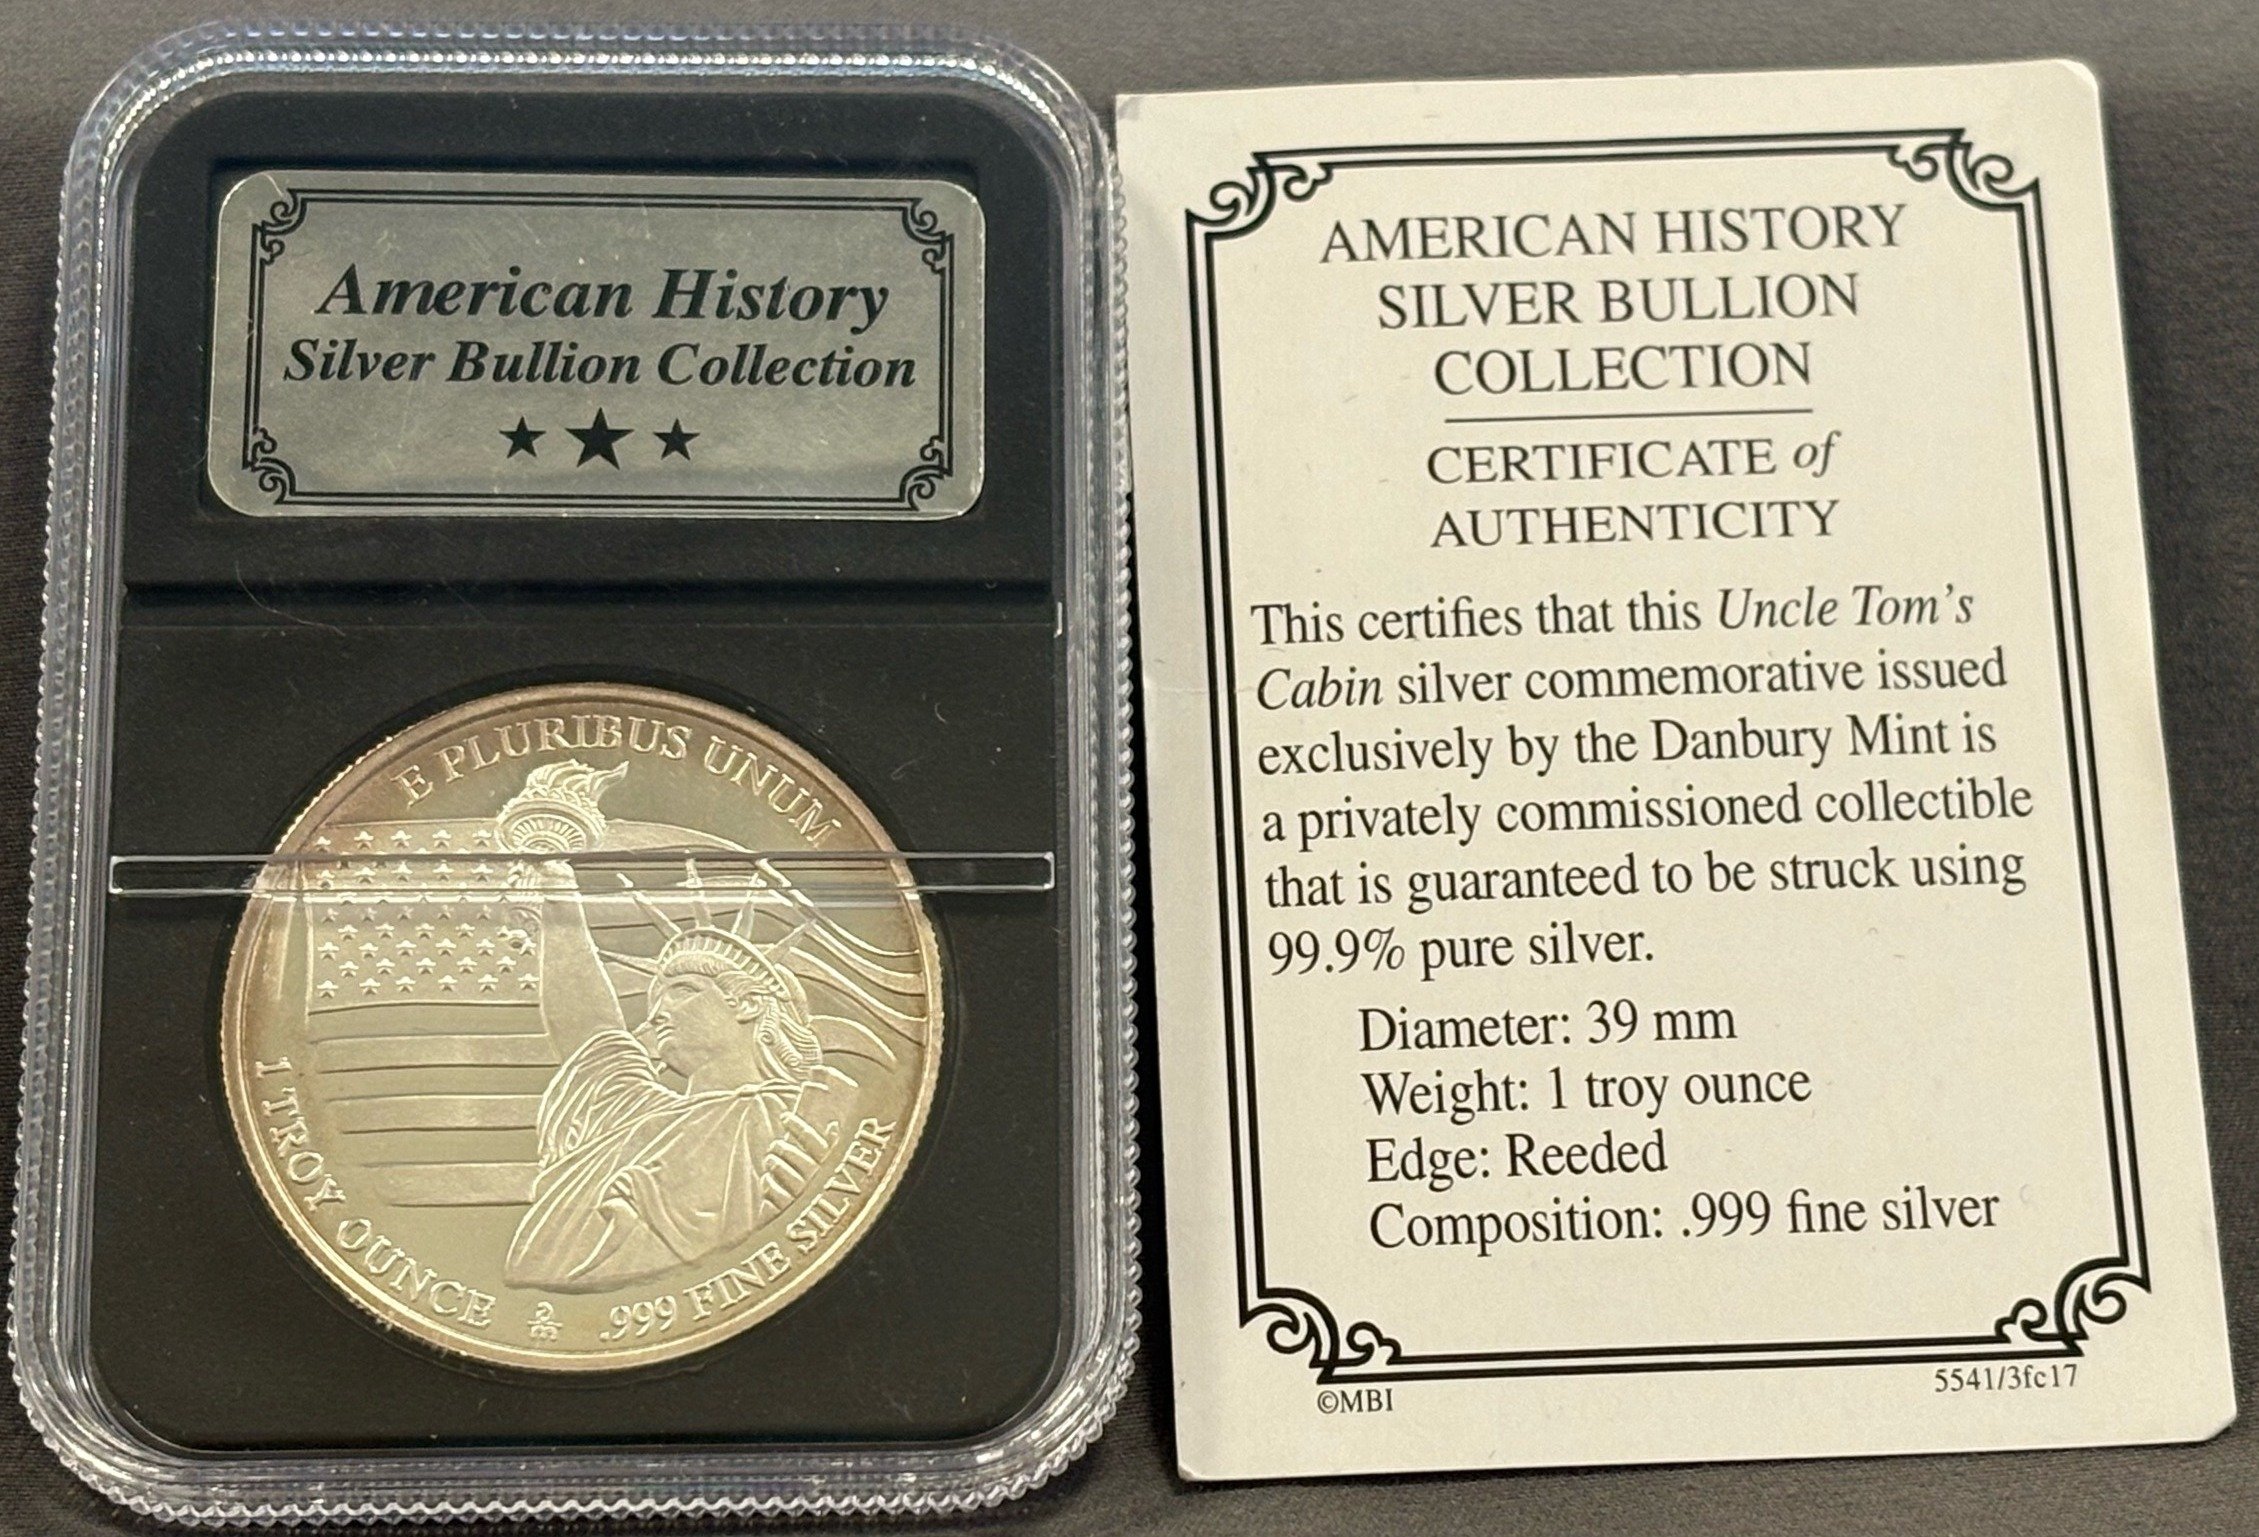 American History
Silver Bullion Collection
E PLURIBUS UNUM
1 TROY OUNCE
.999 FINE SILVER
AMERICAN HISTORY
SILVER BULLION
COLLECTION
CERTIFICATE of
AUTHENTICITY
This certifies that this Uncle Tom's
Cabin silver commemorative issued
exclusively by the Danbury Mint is
a privately commissioned collectible
that is guaranteed to be struck using
99.9% pure silver.
Diameter: 39 mm
Weight: 1 troy ounce
Edge: Reeded
Composition: .999 fine silver
©MBI
5541/3fc17